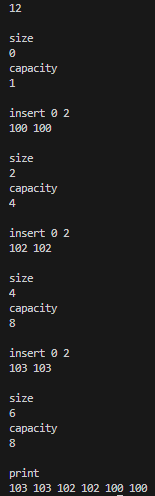 12
size
0
capacity
1
insert 0 2
100 100
size
2
capacity
4
insert 0 2
102 102
size
4
capacity
8
insert 0 2
103 103
size
6
capacity
8
print
103 103 102 102 100 100